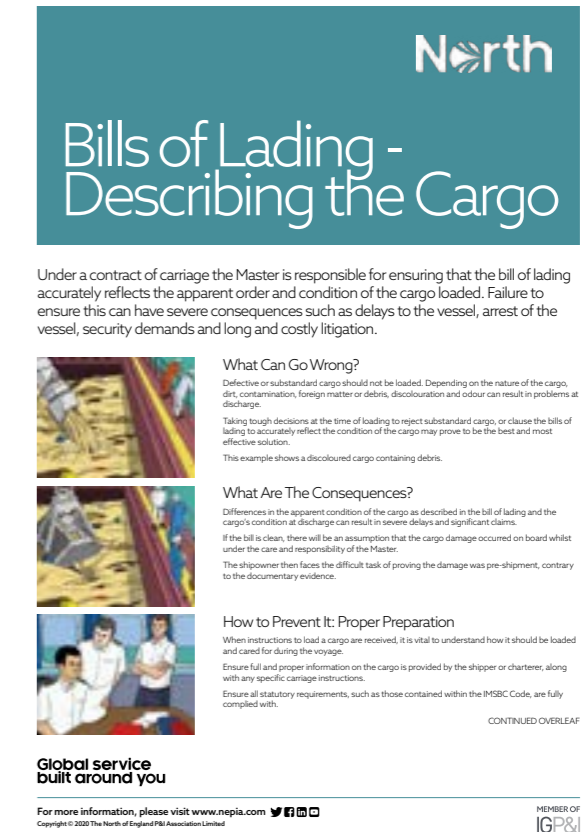 North
Bills of Lading -
Describing the Cargo
Under a contract of carriage the Master is responsible for ensuring that the bill of lading
accurately reflects the apparent order and condition of the cargo loaded. Failure to
ensure this can have severe consequences such as delays to the vessel, arrest of the
vessel, security demands and long and costly litigation.
What Can Go Wrong?
Defective or substandard cargo should not be loaded. Depending on the nature of the cargo,
dirt, contamination, foreign matter or debris, discolouration and odour can result in problems at
discharge.
Taking tough decisions at the time of loading to reject substandard cargo, or clause the bills of
lading to accurately reflect the condition of the cargo may prove to be the best and most
effective solution.
This example shows a discoloured cargo containing debris.
What Are The Consequences?
Differences in the apparent condition of the cargo as described in the bill of lading and the
cargo's condition at discharge can result in severe delays and significant claims.
If the bill is clean, there will be an assumption that the cargo damage occurred on board whilst
under the care and responsibility of the Master.
The shipowner then faces the difficult task of proving the damage was pre-shipment, contrary
to the documentary evidence.
How to Prevent It: Proper Preparation
When instructions to load a cargo are received, it is vital to understand how it should be loaded
and cared for during the voyage.
Ensure full and proper information on the cargo is provided by the shipper or charterer, along
with any specific carriage instructions.
Ensure all statutory requirements, such as those contained within the IMSBC Code, are fully
complied with.
CONTINUED OVERLEAF
Global service
built around you
For more information, please visit www.nepia.com
Copyright © 2020 The North of England P&I Association Limited
MEMBER OF
IGP&I